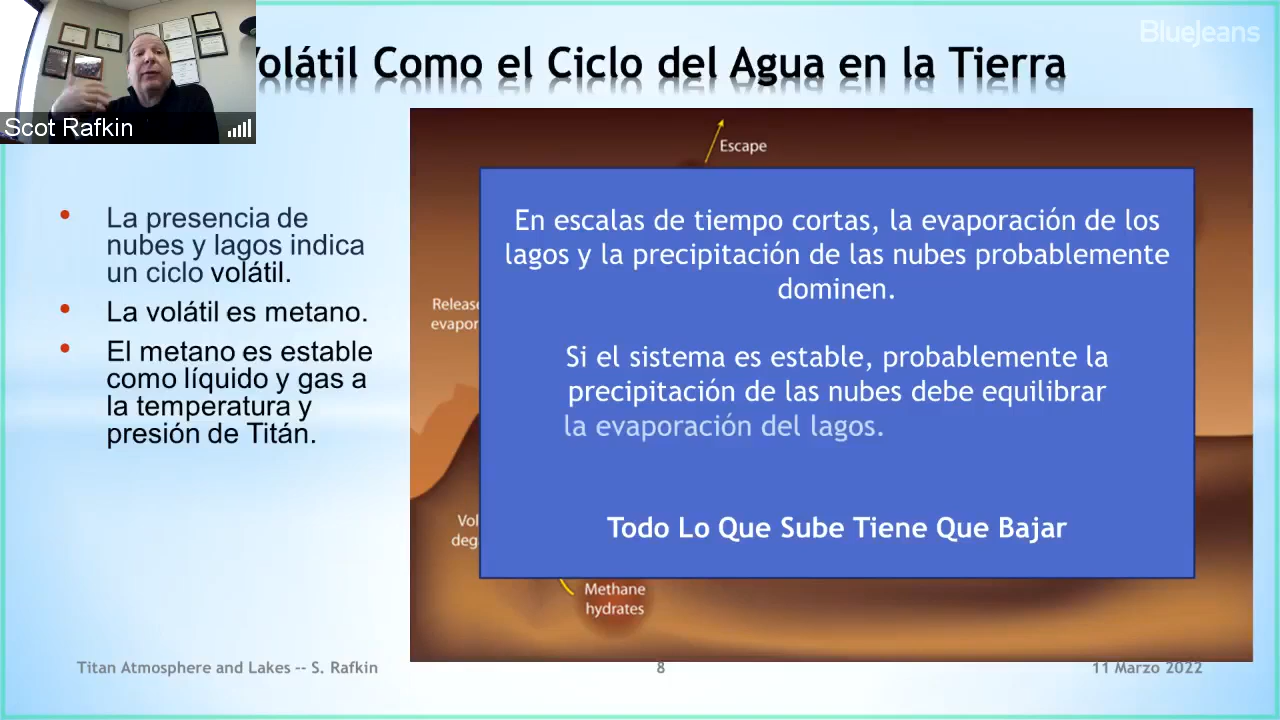 BlueJeans
Volátil Como el Ciclo del Agua en la Tierra
Scot Rafkin
La presencia de
nubes y lagos indica
un ciclo volátil.
La volátil es metano.
El metano es estable
como líquido y gas a
la temperatura y
presión de Titán.
Escape
En escalas de tiempo cortas, la evaporación de los
lagos y la precipitación de las nubes probablemente
dominen.
Si el sistema es estable, probablemente la
precipitación de las nubes debe equilibrar
la evaporación del lagos.
Todo Lo Que Sube Tiene Que Bajar
Methane
hydrates
Titan Atmosphere and Lakes -- S. Rafkin
8
11 Marzo 2022